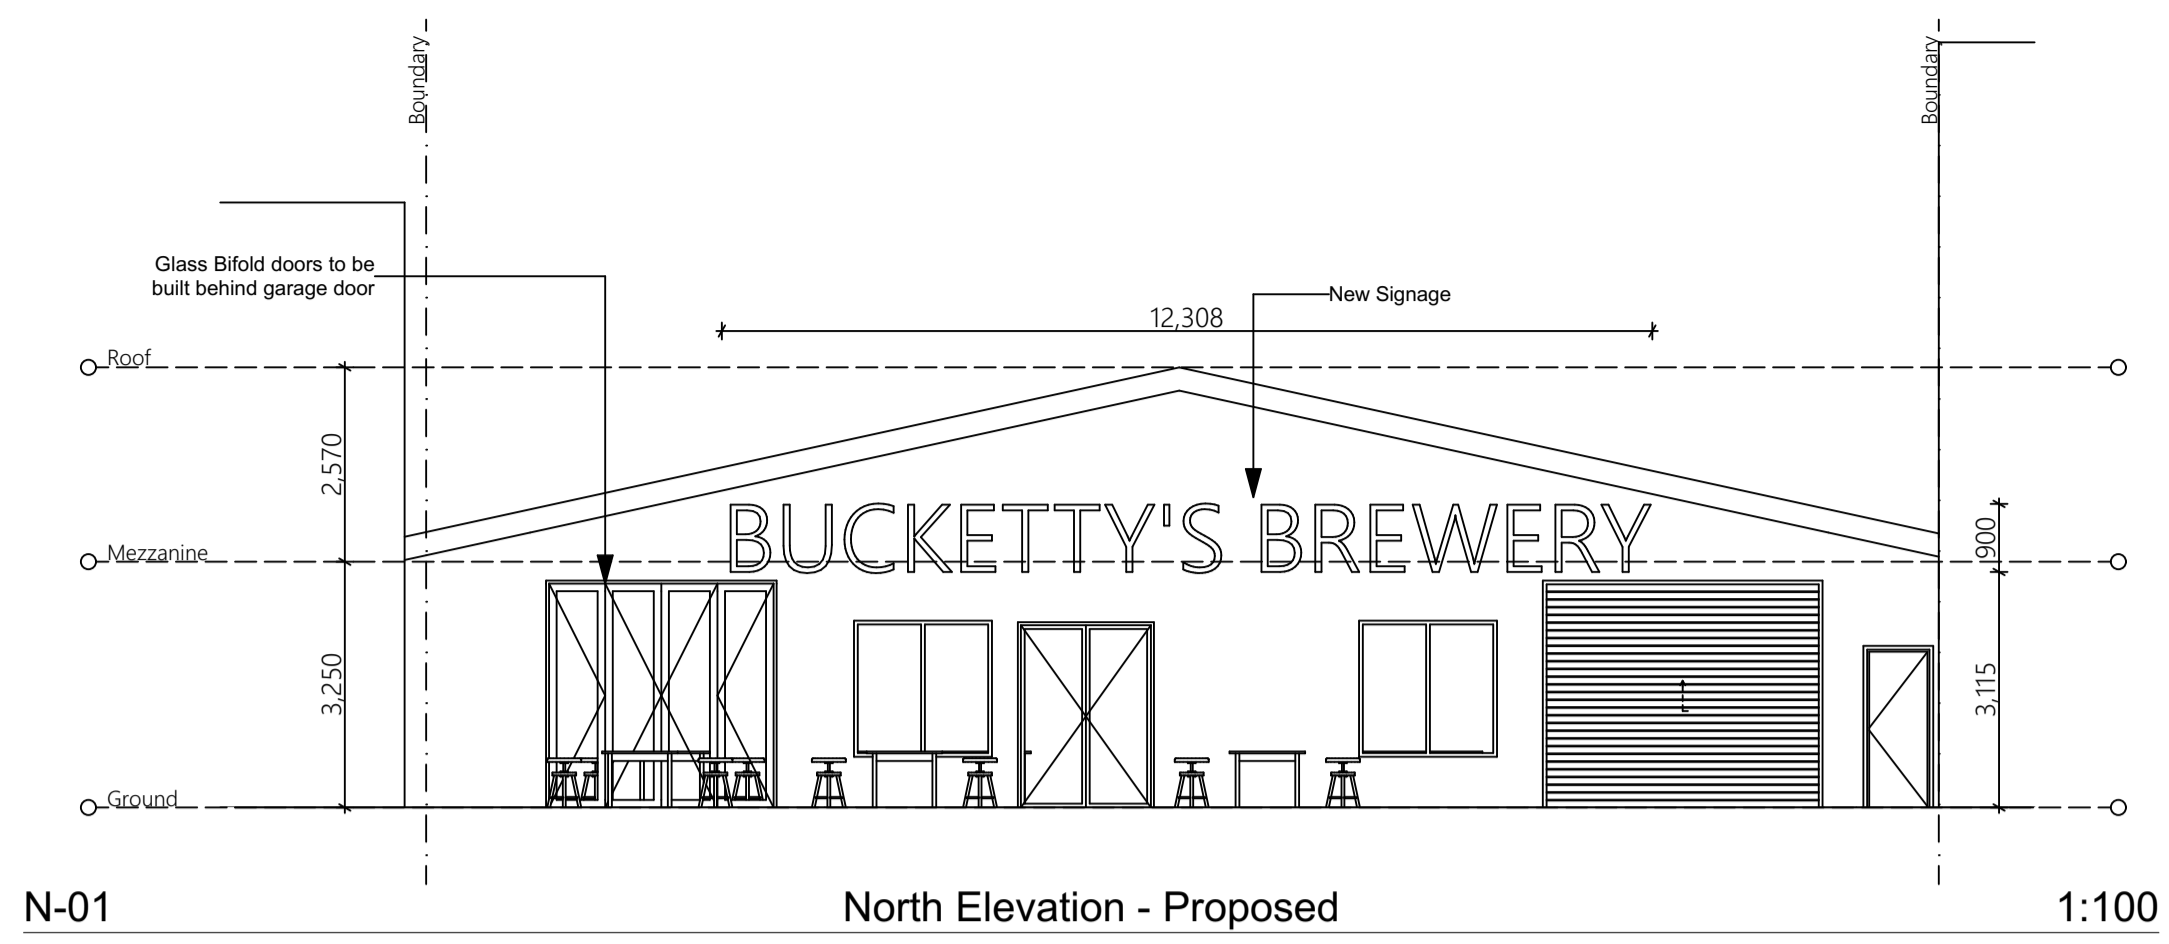 Boundary
Boundary
Glass Bifold doors to be
built behind garage door
New Signage
12,308
Roof
2,570
BUCKETTY'S BREWERY
900
Mezzanine
3,250
3,115
Ground
N-01
North Elevation - Proposed
1:100